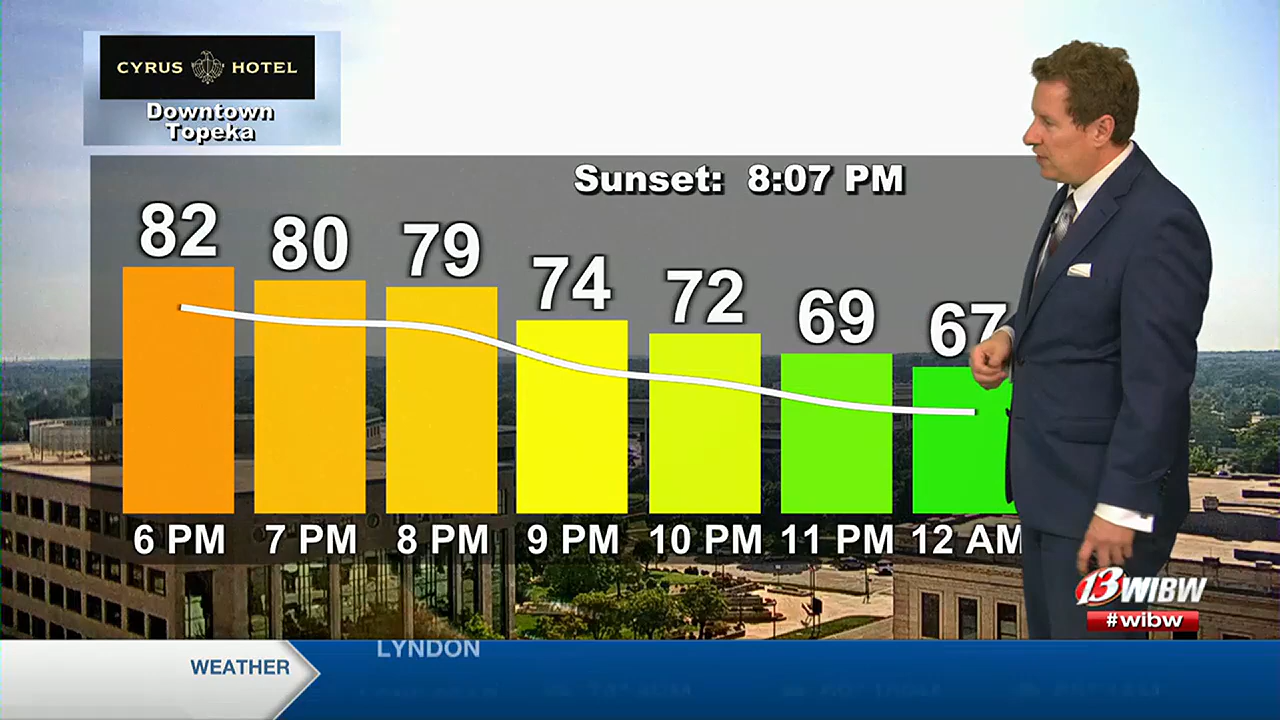 CYRUS HOTEL
Downtown
Topeka
Sunset: 8:07 PM
82 80 79 74 72 69 67
6 PM 7 PM 8 PM 9 PM 10 PM 11 PM 12 AM
13 WIBW
#wibw
WEATHER
LYNDON